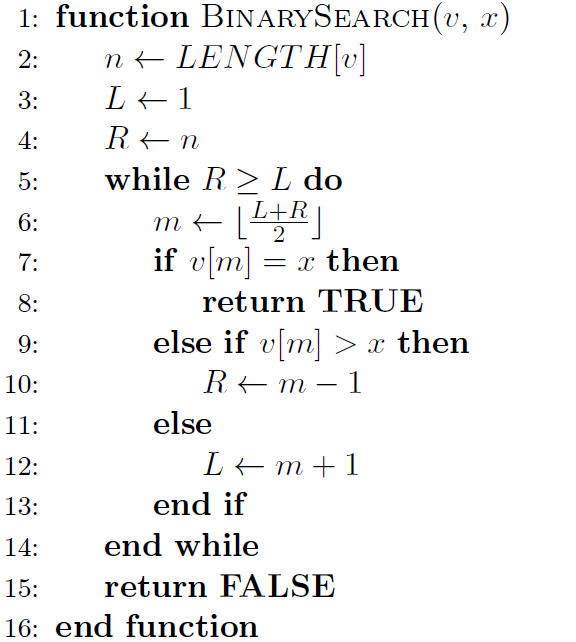 1: function BINARYSEARCH(v, x)
2: n ← LENGTH[v]
3: L ← 1
4: R ← n
5: while R ≥ L do
6: m ← ⌊(L+R)/2⌋
7: if v[m] = x then
8: return TRUE
9: else if v[m] > x then
10: R ← m − 1
11: else
12: L ← m + 1
13: end if
14: end while
15: return FALSE
16: end function